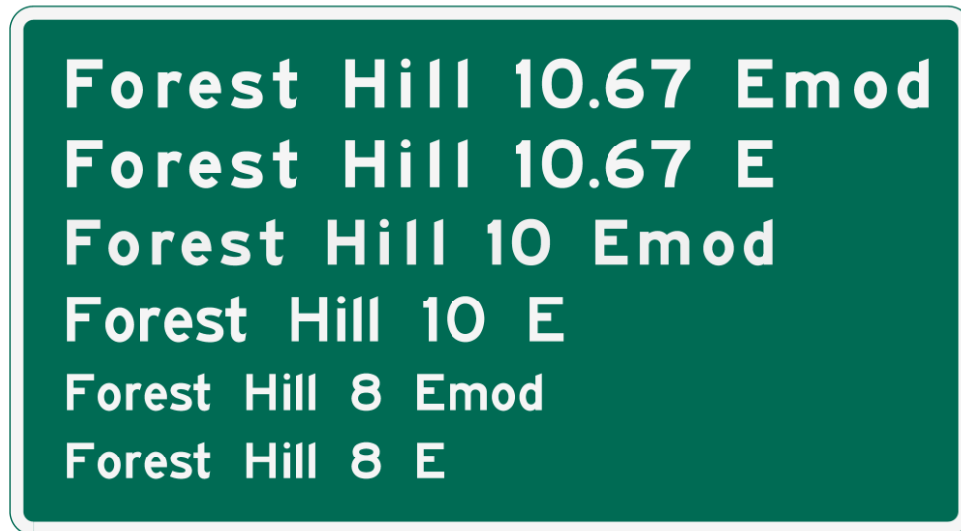 Forest Hill 10.67 Emod
Forest Hill 10.67 E
Forest Hill 10 Emod
Forest Hill 10 E
Forest Hill 8 Emod
Forest Hill 8 E